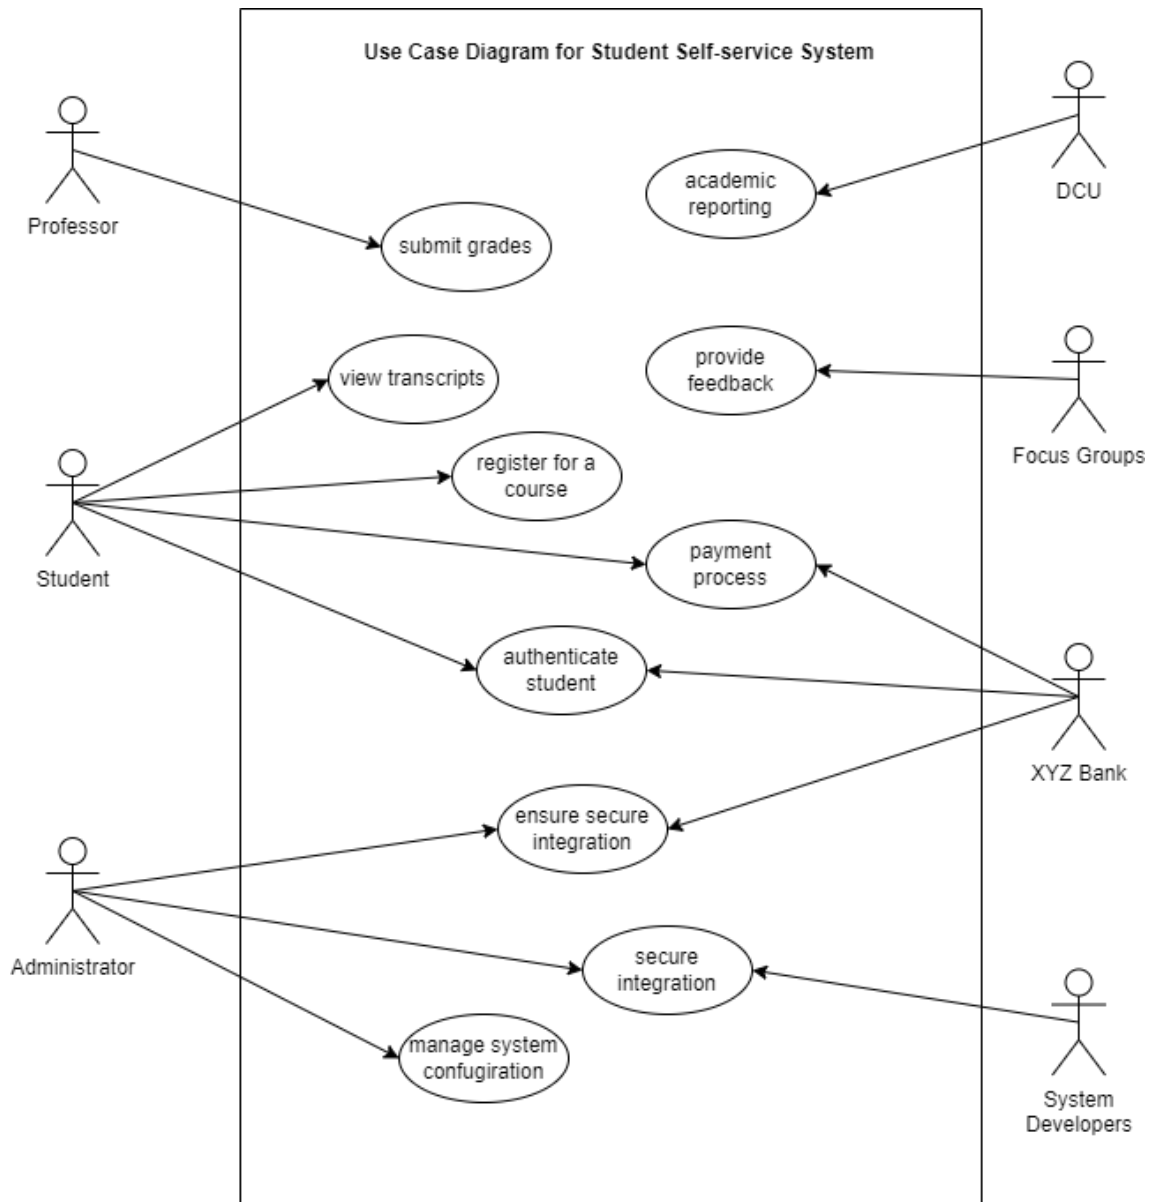 Use Case Diagram for Student Self-service System
Professor
DCU
academic
reporting
submit grades
provide
feedback
Focus Groups
view transcripts
register for a
course
Student
payment
process
authenticate
student
XYZ Bank
ensure secure
integration
Administrator
secure
integration
manage system
confugiration
System
Developers